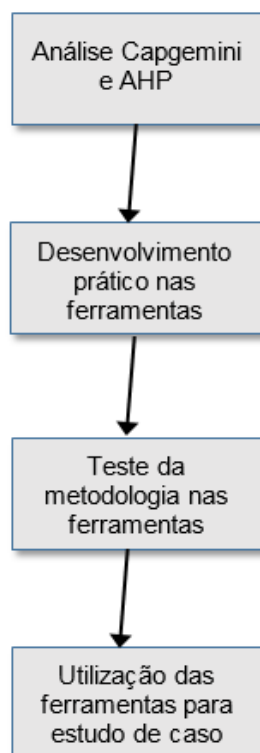 Análise Capgemini
e AHP
Desenvolvimento
prático nas
ferramentas
Teste da
metodologia nas
ferramentas
Utilização das
ferramentas para
estudo de caso